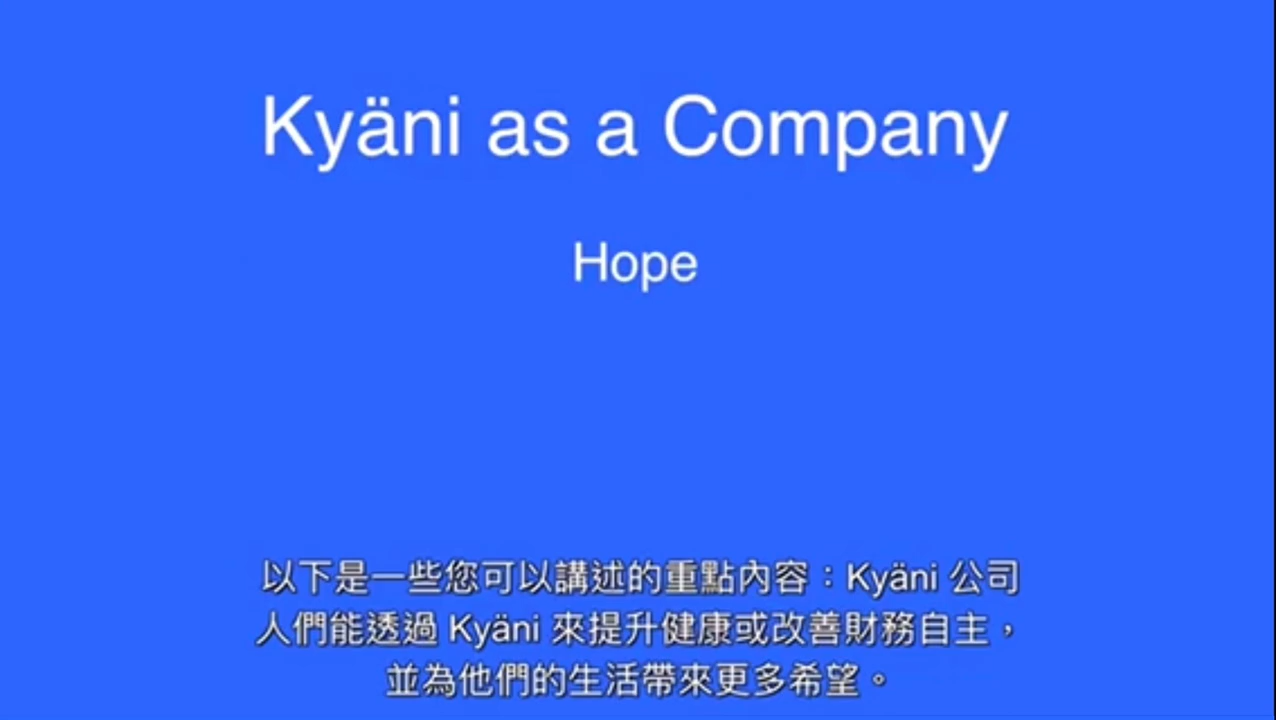 Kyäni as a Company
Hope
以下是一些您可以講述的重點內容：Kyäni 公司
人們能透過 Kyäni 來提升健康或改善財務自主，
並為他們的生活帶來更多希望。